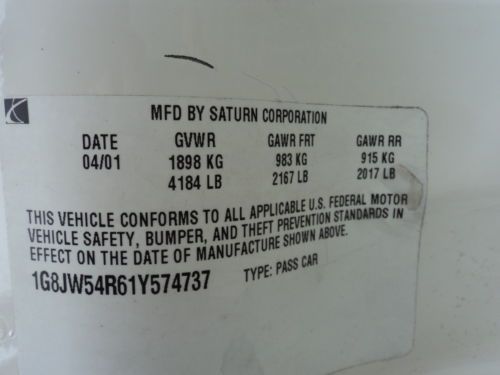 MFD BY SATURN CORPORATION
DATE GVWR GAWR FRT GAWR RR
04/01 1898 KG 983 KG 915 KG
4184 LB 2167 LB 2017 LB
THIS VEHICLE CONFORMS TO ALL APPLICABLE U.S. FEDERAL MOTOR
VEHICLE SAFETY, BUMPER, AND THEFT PREVENTION STANDARDS IN
EFFECT ON THE DATE OF MANUFACTURE SHOWN ABOVE.
1G8JW54R61Y574737 TYPE: PASS CAR